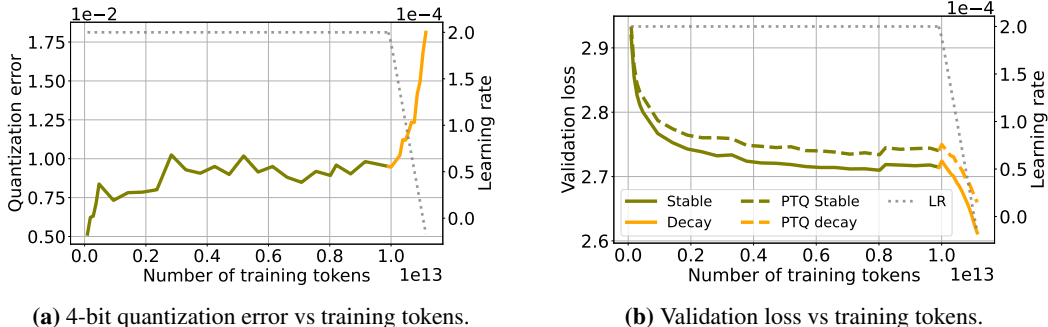 1e−2
1e−4
1.75
1.50
1.25
1.00
0.75
0.50
Quantization error
2.0
1.5
1.0
0.5
0.0
Learning rate
0.0 0.2 0.4 0.6 0.8 1.0
Number of training tokens
1e13
(a) 4-bit quantization error vs training tokens.
1e−4
2.9
2.8
2.7
2.6
Validation loss
2.0
1.5
1.0
0.5
0.0
Learning rate
Stable PTQ Stable LR
Decay PTQ decay
0.0 0.2 0.4 0.6 0.8 1.0
Number of training tokens
1e13
(b) Validation loss vs training tokens.